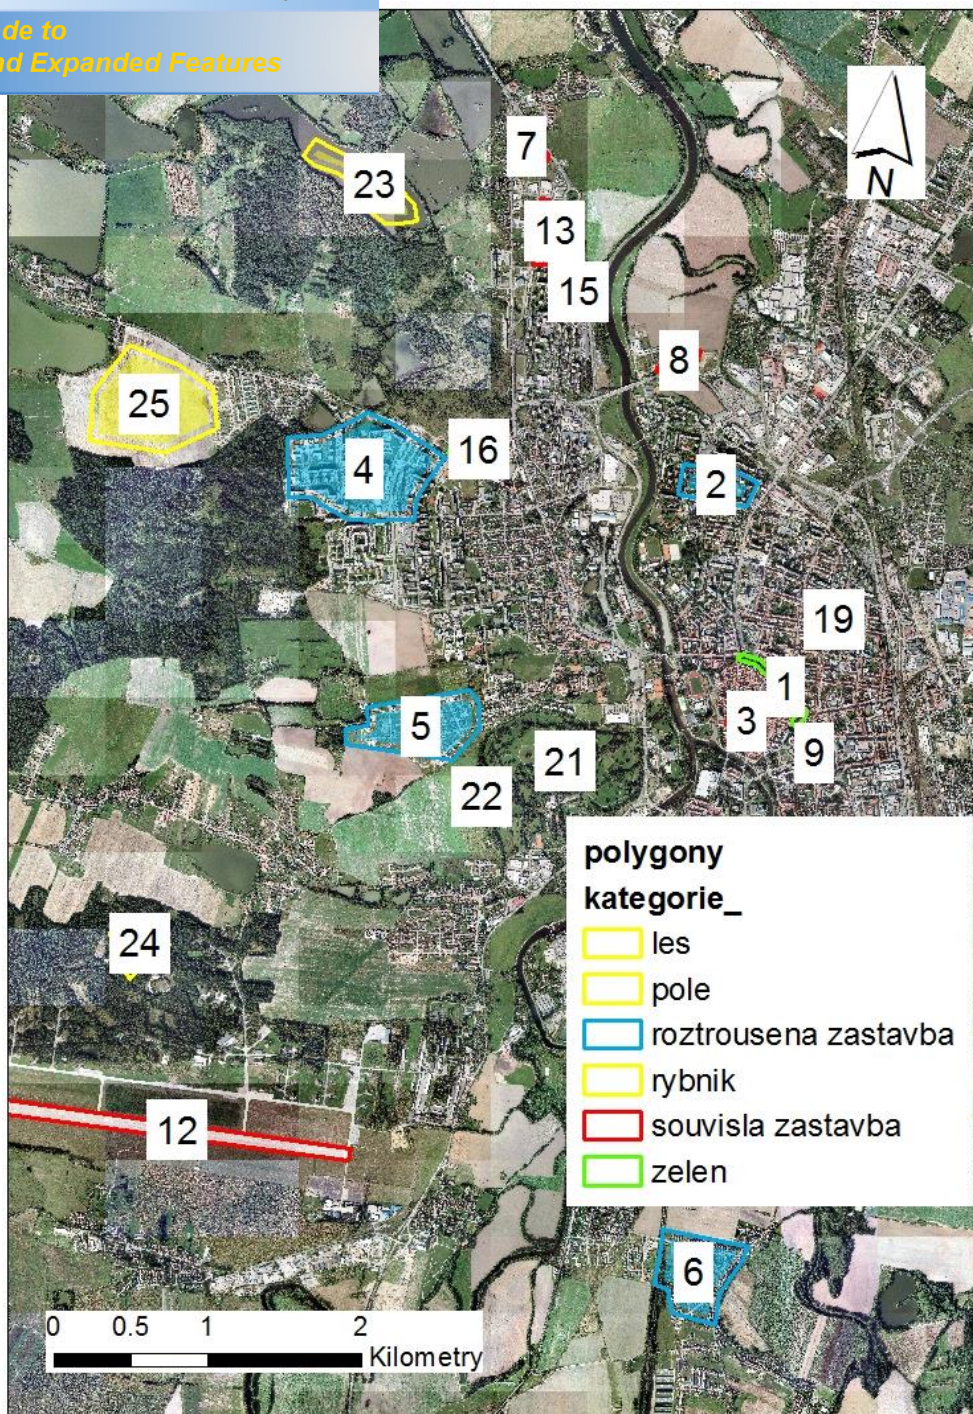 de to
nd Expanded Features
7
N
23
13
15
8
25
4
16
2
19
1
5
3
21
9
22
polygony
kategorie_
24
les
pole
roztrousena zastavba
rybnik
souvisla zastavba
12
zelen
6
0 0.5 1 2
Kilometry